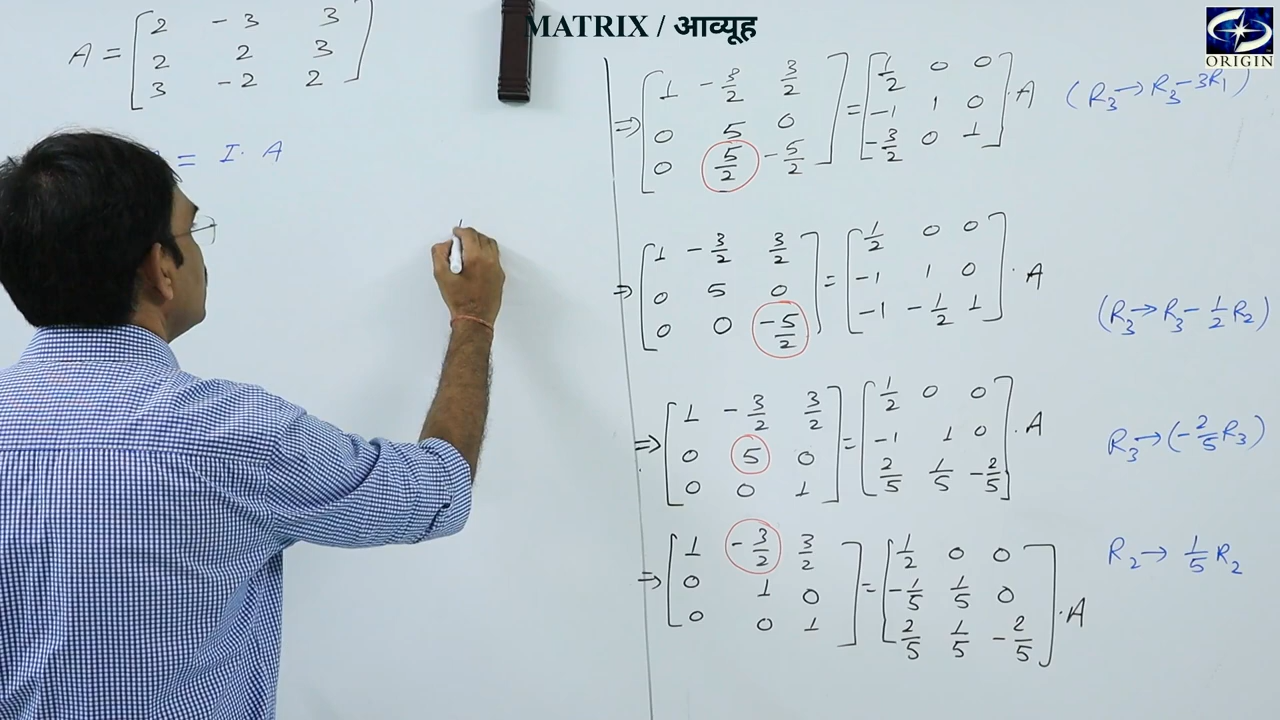 MATRIX / आव्यूह
ORIGIN
A = [ 2 -3 3
2 2 3
3 -2 2 ]
= I. A
⇒ [ 1 -3/2 3/2
0 5 0
0 5/2 -5/2 ] = [ 1/2 0 0
-1 1 0
-3/2 0 1 ] . A (R₃→R₃-3R₁)
⇒ [ 1 -3/2 3/2
0 5 0
0 0 -5/2 ] = [ 1/2 0 0
-1 1 0
-1 -1/2 1 ] . A (R₃→R₃-1/2R₂)
⇒ [ 1 -3/2 3/2
0 5 0
0 0 1 ] = [ 1/2 0 0
-1 1 0
2/5 1/5 -2/5 ] . A R₃→(-2/5R₃)
⇒ [ 1 -3/2 3/2
0 1 0
0 0 1 ] = [ 1/2 0 0
-1/5 1/5 0
2/5 1/5 -2/5 ] . A R₂→ 1/5 R₂